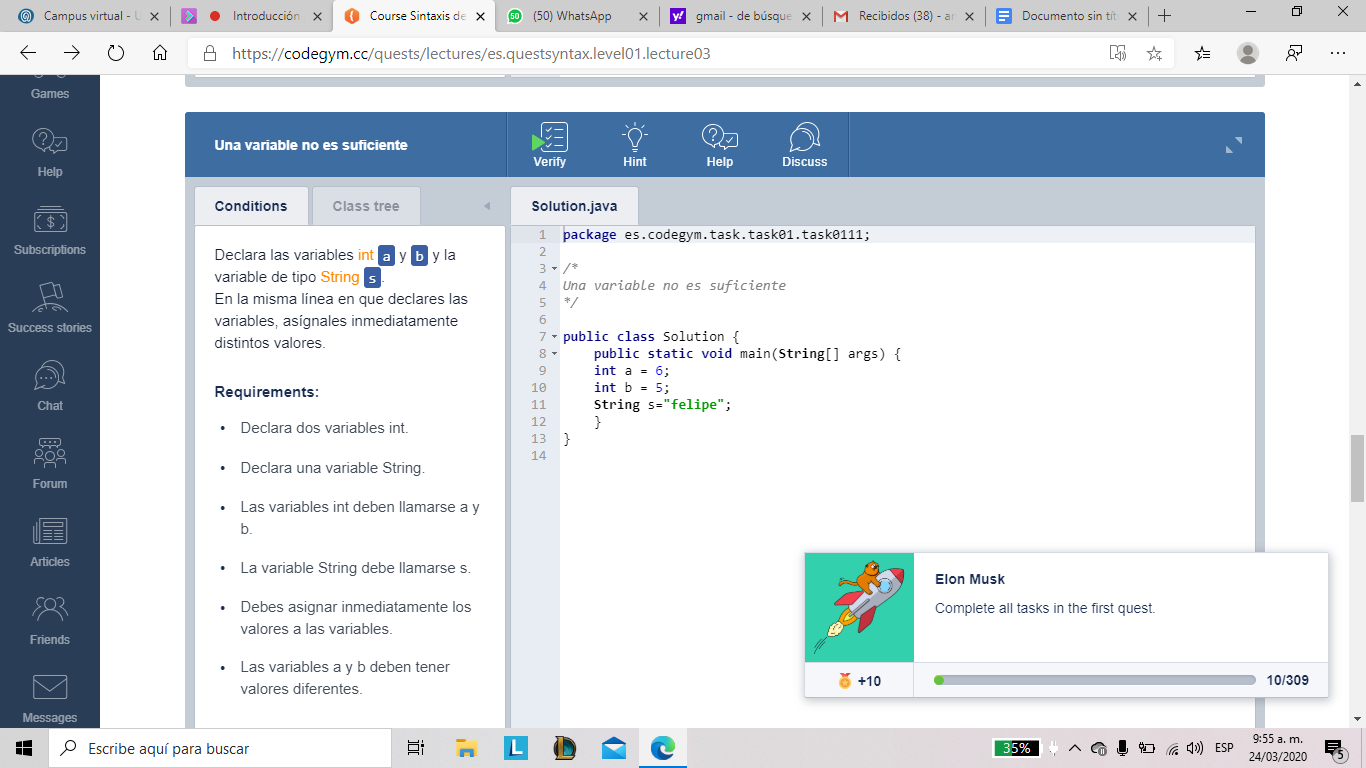 Campus virtual - U
Introducción
Course Sintaxis de
(50) WhatsApp
gmail - de búsque
Recibidos (38) - an
Documento sin títu
https://codegym.cc/quests/lectures/es.questsyntax.level01.lecture03
Games
Help
Subscriptions
Success stories
Chat
Forum
Articles
Friends
Messages
Una variable no es suficiente
Verify
Hint
Help
Discuss
Conditions
Class tree
Solution.java
Declara las variables int a y b y la
variable de tipo String s.
En la misma línea en que declares las
variables, asígnales inmediatamente
distintos valores.
Requirements:
• Declara dos variables int.
• Declara una variable String.
• Las variables int deben llamarse a y
b.
• La variable String debe llamarse s.
• Debes asignar inmediatamente los
valores a las variables.
• Las variables a y b deben tener
valores diferentes.
1 package es.codegym.task.task01.task0111;
2
3 /*
4 Una variable no es suficiente
5 */
6
7 public class Solution {
8 public static void main(String[] args) {
9 int a = 6;
10 int b = 5;
11 String s="felipe";
12 }
13 }
14
Elon Musk
Complete all tasks in the first quest.
+10
10/309
Escribe aquí para buscar
35%
ESP
9:55 a. m.
24/03/2020
5